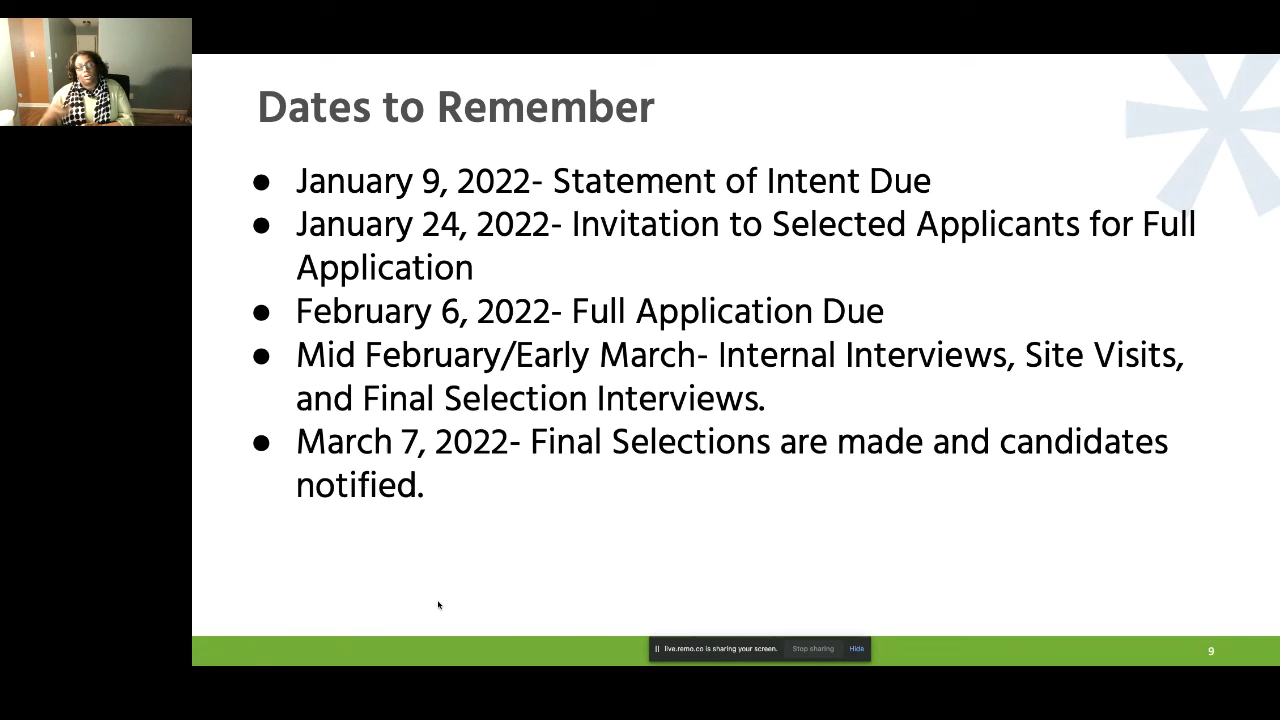 Dates to Remember
● January 9, 2022- Statement of Intent Due
● January 24, 2022- Invitation to Selected Applicants for Full
Application
● February 6, 2022- Full Application Due
● Mid February/Early March- Internal Interviews, Site Visits,
and Final Selection Interviews.
● March 7, 2022- Final Selections are made and candidates
notified.
live.remo.co is sharing your screen. Stop sharing Hide
9